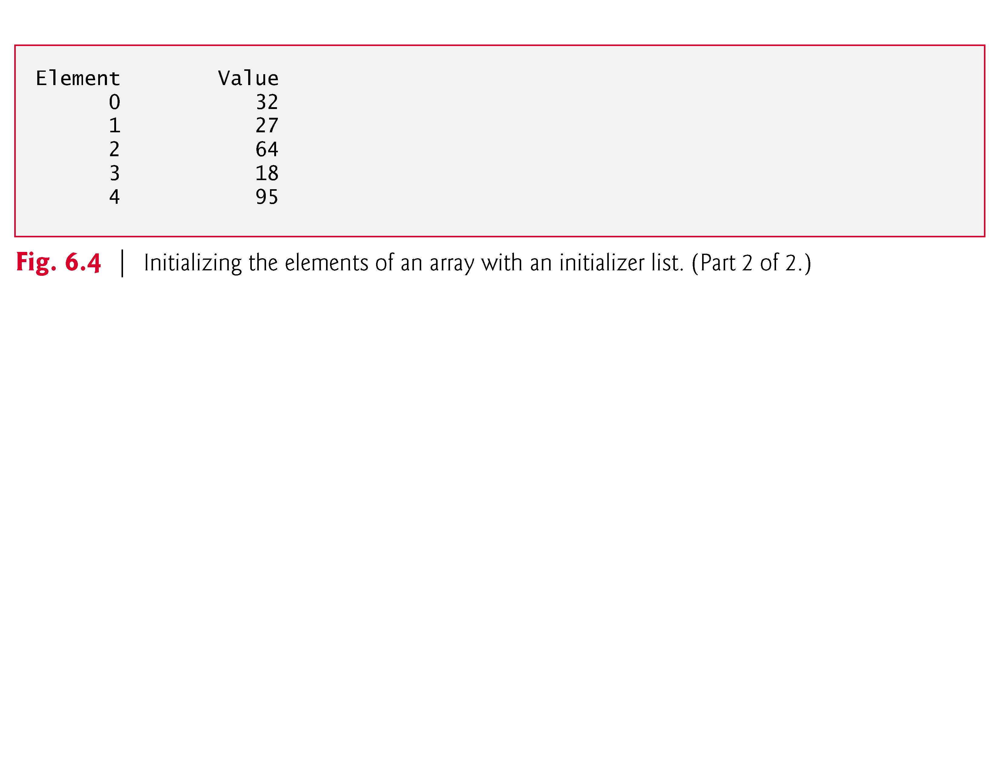 Element Value
0 32
1 27
2 64
3 18
4 95
Fig. 6.4 | Initializing the elements of an array with an initializer list. (Part 2 of 2.)